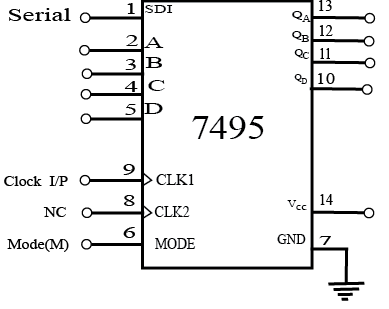 Serial 1 SDI QA 13
2 A QB 12
3 B QC 11
4 C QD 10
5 D
7495
Clock I/P 9 CLK1
NC 8 CLK2 Vcc 14
Mode(M) 6 MODE GND 7